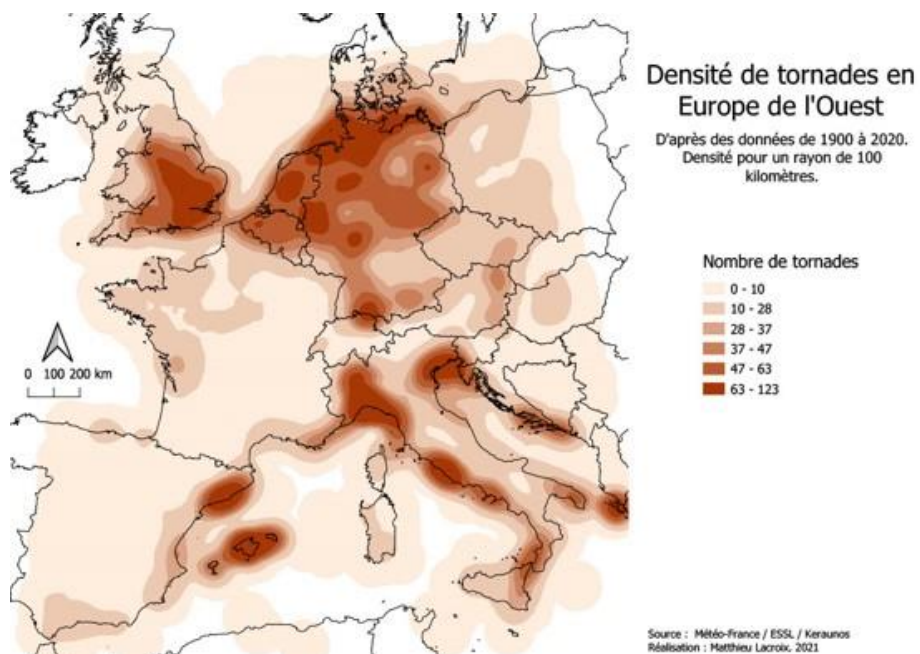 Densité de tornades en
Europe de l'Ouest
D'après des données de 1900 à 2020.
Densité pour un rayon de 100
kilomètres.
Nombre de tornades
0 - 10
10 - 28
28 - 37
37 - 47
47 - 63
63 - 123
0 100 200 km
Source : Météo-France / ESSL / Keraunos
Réalisation : Matthieu Lacroix, 2021